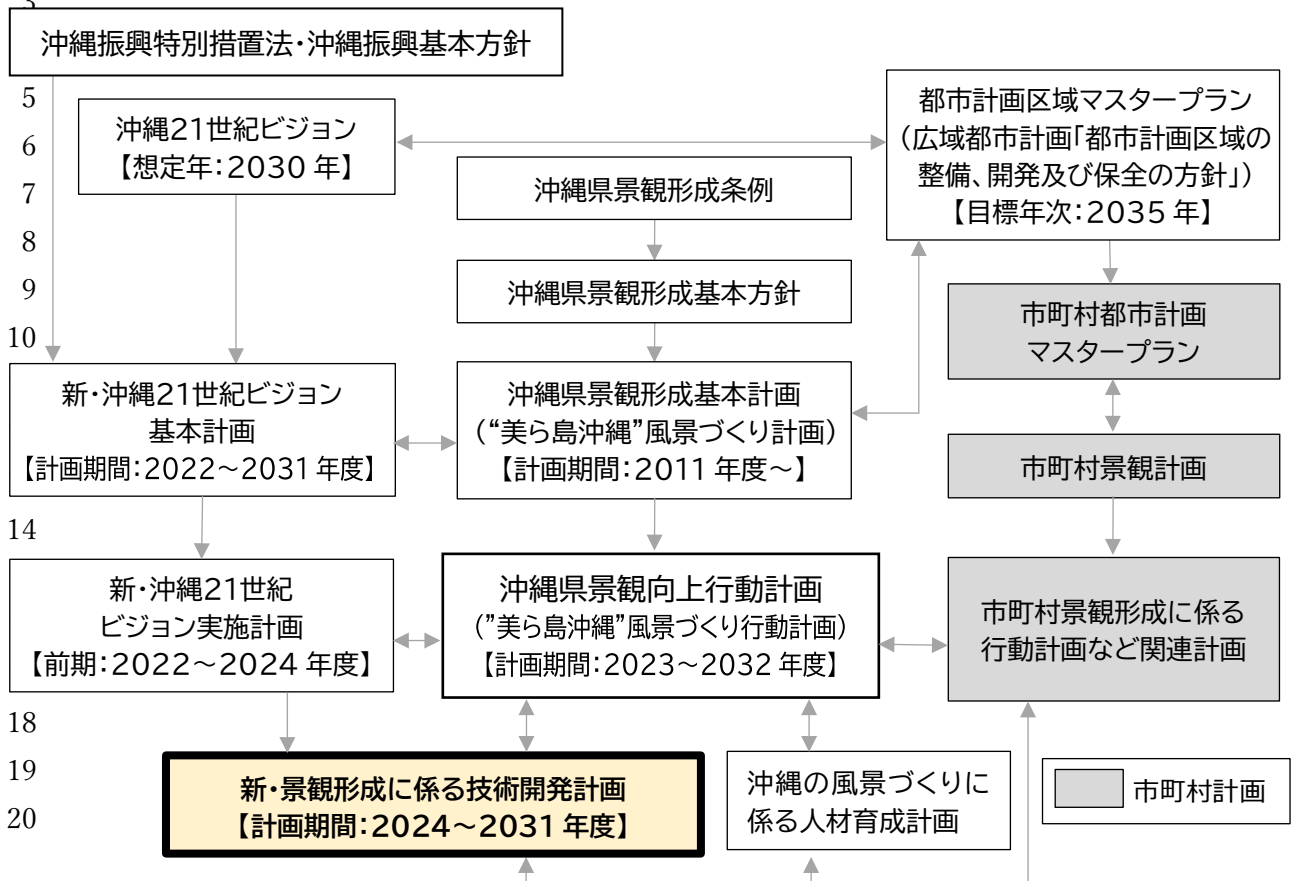 沖縄振興特別措置法・沖縄振興基本方針
5
沖縄21世紀ビジョン
【想定年:2030 年】
都市計画区域マスタープラン
(広域都市計画「都市計画区域の
整備、開発及び保全の方針」)
【目標年次:2035 年】
6
7
沖縄県景観形成条例
8
9
沖縄県景観形成基本方針
市町村都市計画
マスタープラン
10
新・沖縄21世紀ビジョン
基本計画
【計画期間:2022~2031 年度】
沖縄県景観形成基本計画
(“美ら島沖縄”風景づくり計画)
【計画期間:2011 年度~】
市町村景観計画
14
新・沖縄21世紀
ビジョン実施計画
【前期:2022~2024 年度】
沖縄県景観向上行動計画
(”美ら島沖縄”風景づくり行動計画)
【計画期間:2023~2032 年度】
市町村景観形成に係る
行動計画など関連計画
18
19
新・景観形成に係る技術開発計画
【計画期間:2024~2031 年度】
沖縄の風景づくりに
係る人材育成計画
市町村計画
20